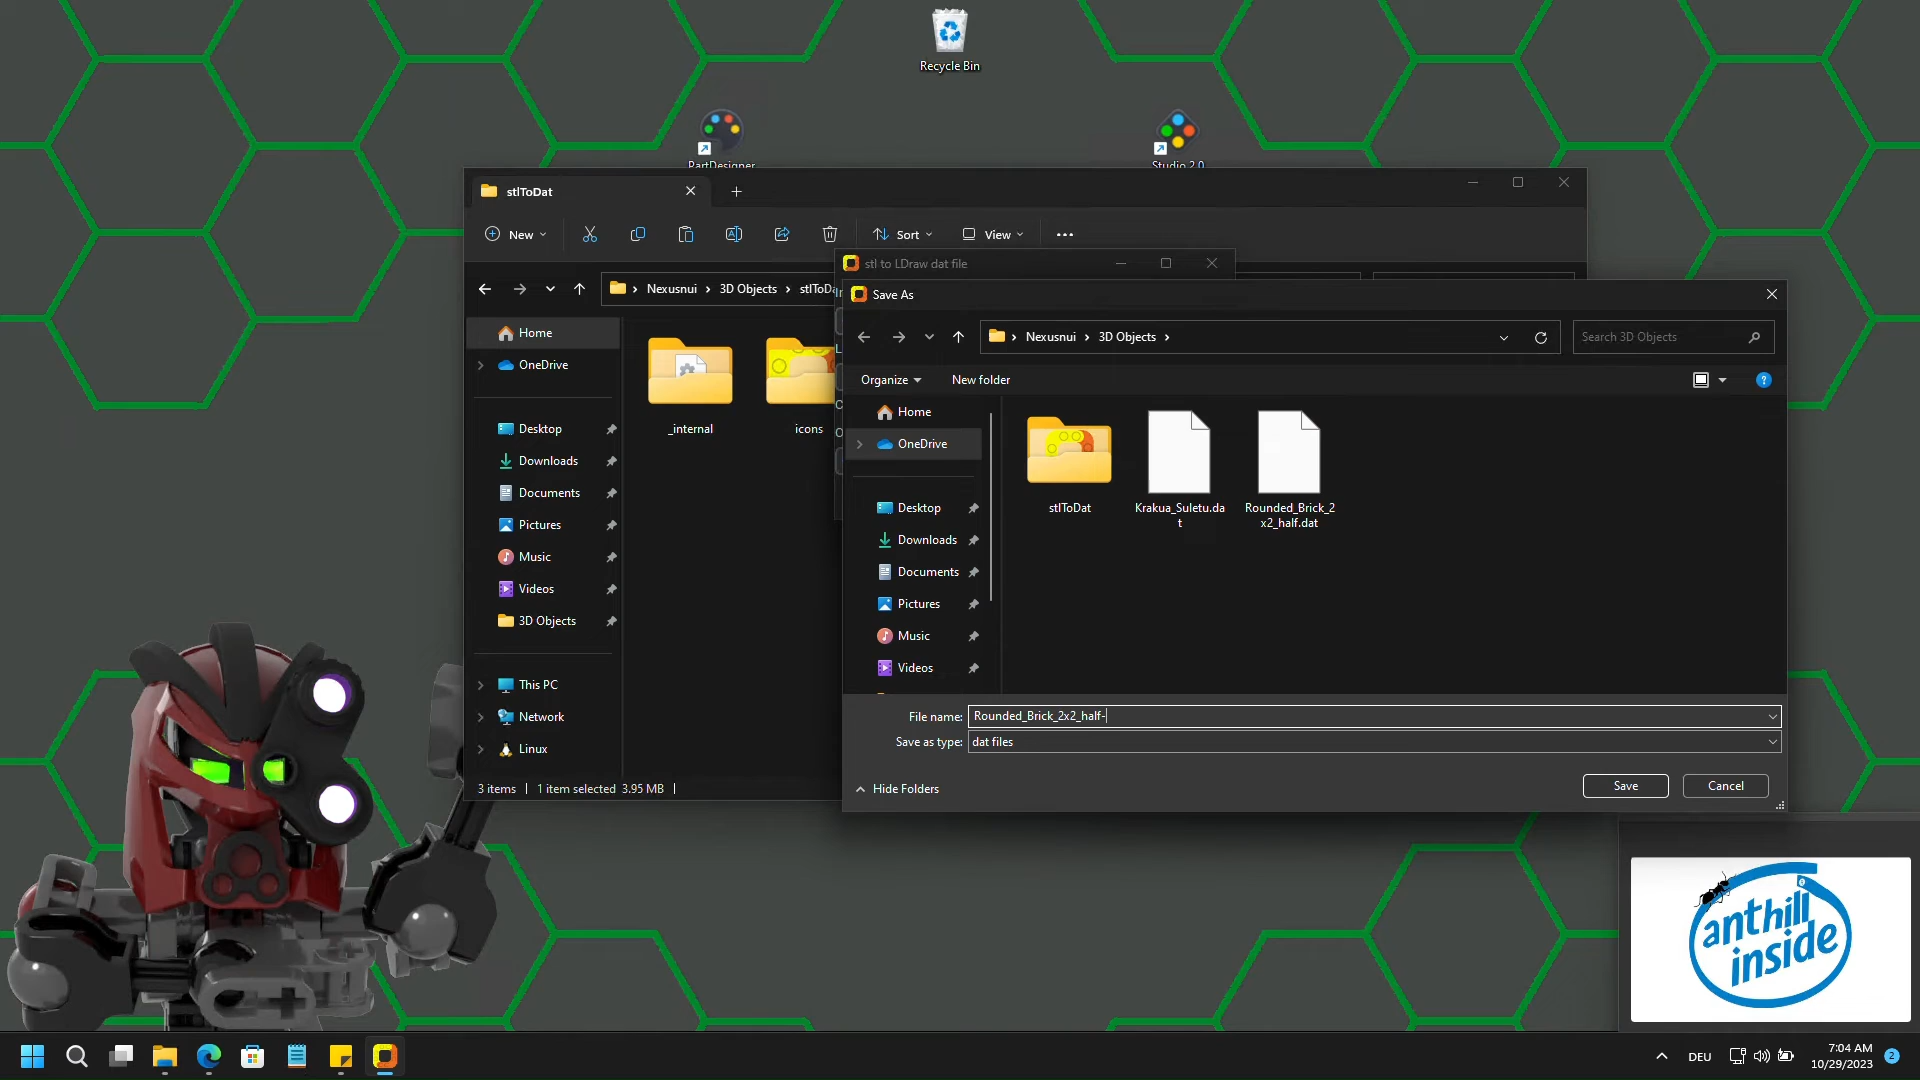 Recycle Bin
PartDesigner
Studio 2.0
stlToDat
New
Sort
View
Nexusnui
3D Objects
Home
OneDrive
Desktop
Downloads
Documents
Pictures
Music
Videos
3D Objects
This PC
Network
Linux
_internal
icons
3 items
1 item selected 3.95 MB
stl to LDraw dat file
Save As
Nexusnui
3D Objects
Search 3D Objects
Organize
New folder
Home
OneDrive
Desktop
Downloads
Documents
Pictures
Music
Videos
stlToDat
Krakua_Suletu.da
t
Rounded_Brick_2
x2_half.dat
File name:
Rounded_Brick_2x2_half-
Save as type:
dat files
Hide Folders
Save
Cancel
anthill
inside
DEU
7:04 AM
10/29/2023
2